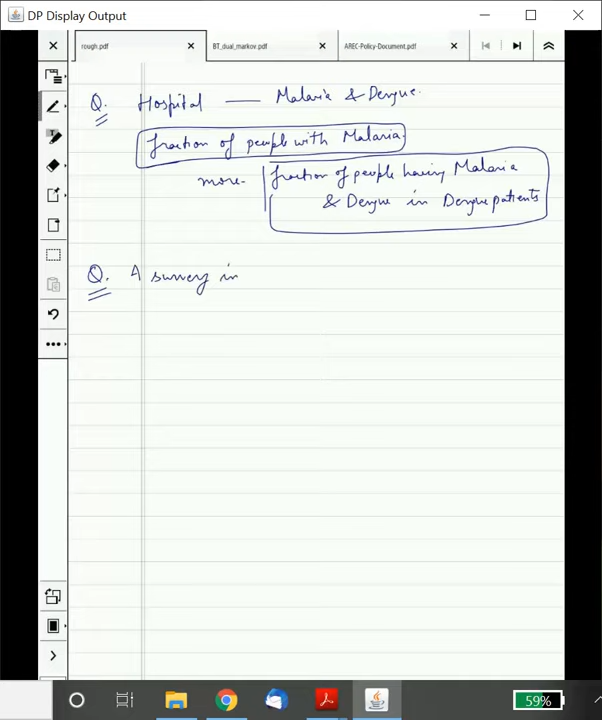 DP Display Output
rough.pdf
BT_dual_markov.pdf
AREC-Policy-Document.pdf
Q. Hospital — Malaria & Dengue.
fraction of people with Malaria.
more.
fraction of people having Malaria
& Dengue in Dengue patients
Q. A survey in
59%